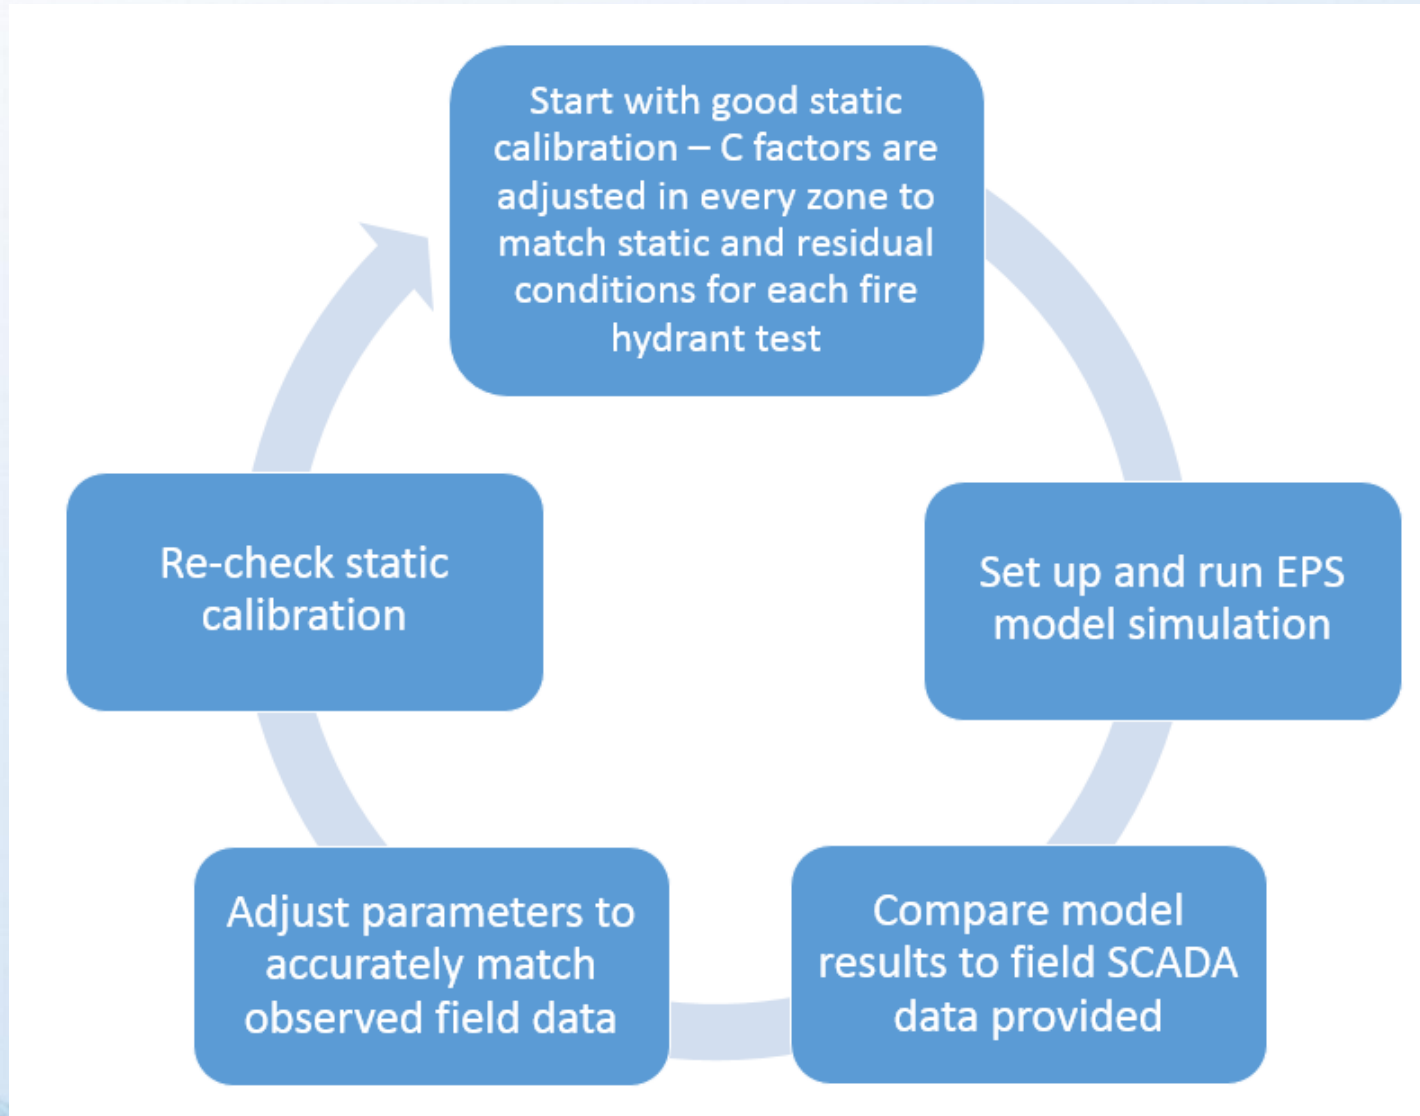 Start with good static
calibration – C factors are
adjusted in every zone to
match static and residual
conditions for each fire
hydrant test
Set up and run EPS
model simulation
Compare model
results to field SCADA
data provided
Adjust parameters to
accurately match
observed field data
Re-check static
calibration